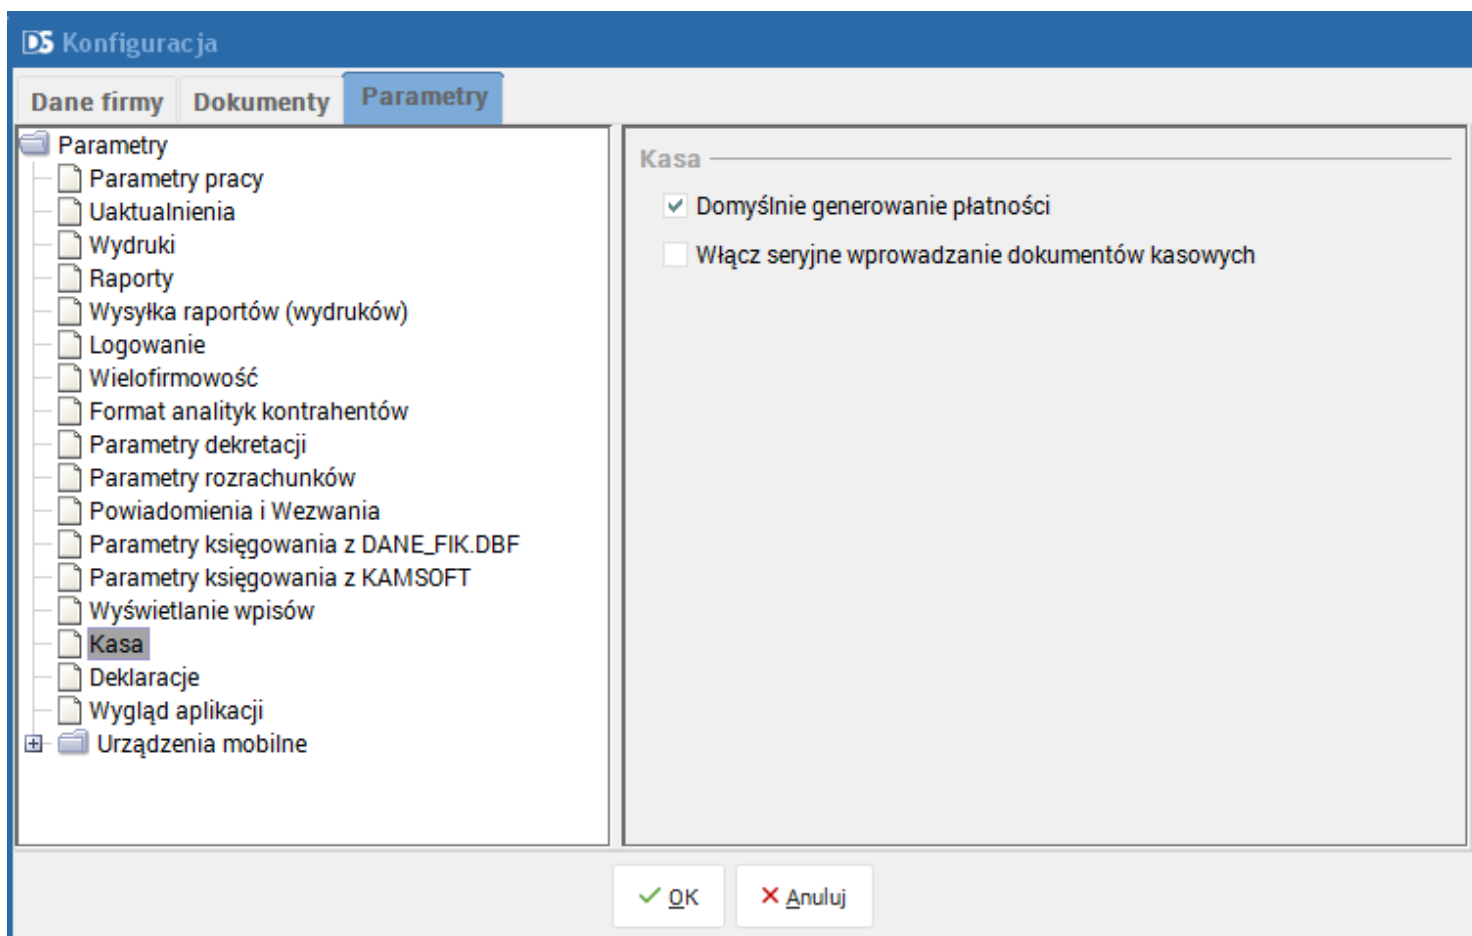 DS Konfiguracja
Dane firmy Dokumenty Parametry
Parametry
Parametry pracy
Uaktualnienia
Wydruki
Raporty
Wysyłka raportów (wydruków)
Logowanie
Wielofirmowość
Format analityk kontrahentów
Parametry dekretacji
Parametry rozrachunków
Powiadomienia i Wezwania
Parametry księgowania z DANE_FIK.DBF
Parametry księgowania z KAMSOFT
Wyświetlanie wpisów
Kasa
Deklaracje
Wygląd aplikacji
Urządzenia mobilne
Kasa
Domyślnie generowanie płatności
Włącz seryjne wprowadzanie dokumentów kasowych
OK Anuluj